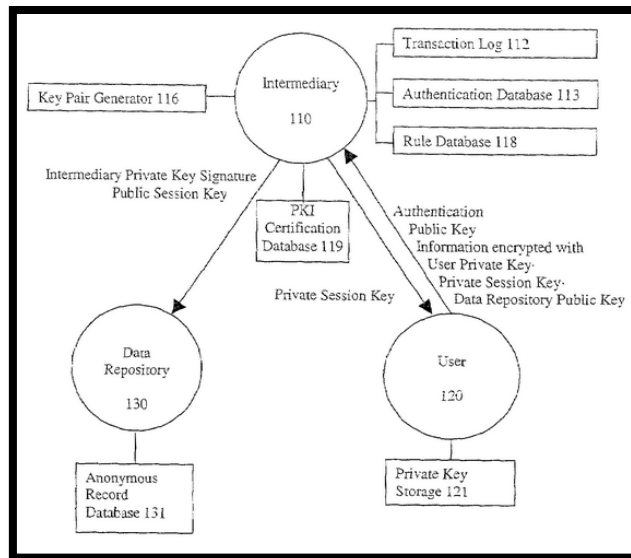 Transaction Log 112
Intermediary
Key Pair Generator 116
Authentication Database 113
110
Rule Database 118
Intermediary Private Key Signature
Public Session Key
PKI
Certification
Database 119
Authentication
Public Key
Information encrypted with
User Private Key·
Private Session Key·
Data Repository Public Key
Private Session Key
Data
Repository
130
User
120
Anonymous
Record
Database 131
Private Key
Storage 121